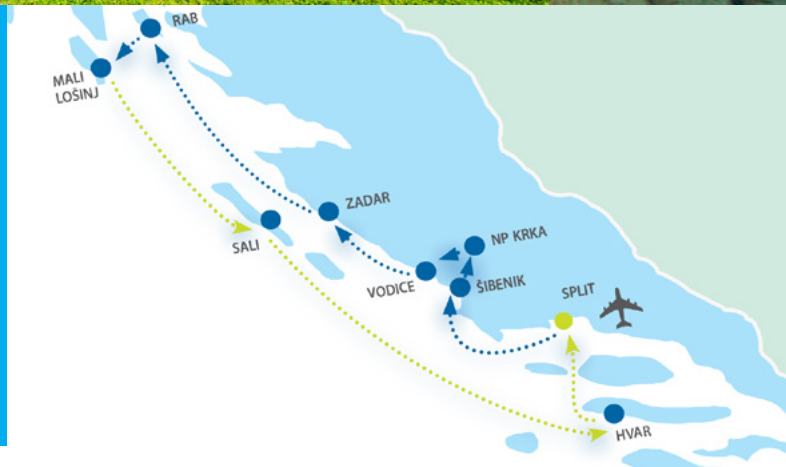 RAB
MALI
LOŠINJ
ZADAR
SALI
NP KRKA
VODICE
ŠIBENIK
SPLIT
HVAR